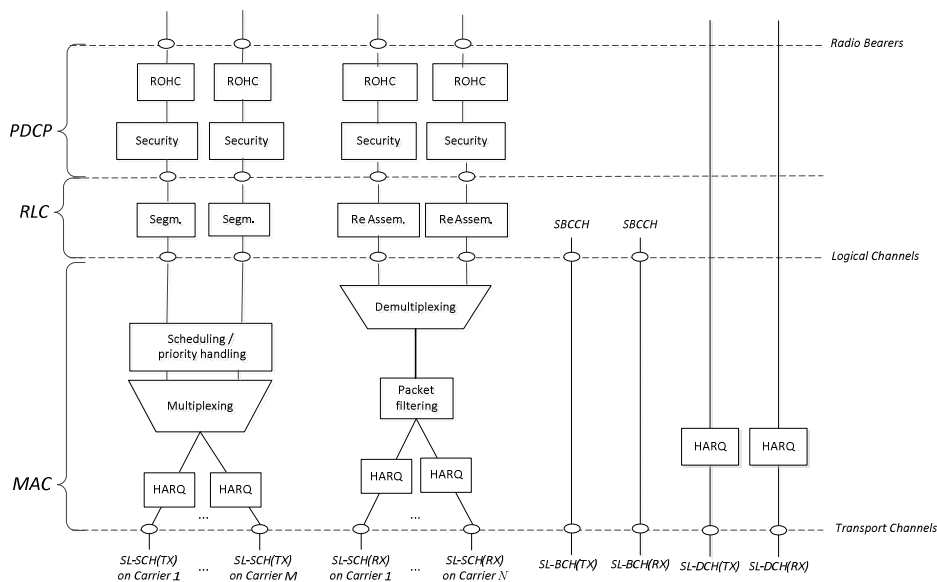 Radio Bearers
ROHC
ROHC
ROHC
ROHC
PDCP
Security
Security
Security
Security
RLC
Segm.
Segm.
Re Assem.
Re Assem.
SBCCH
SBCCH
Logical Channels
Demultiplexing
Scheduling /
priority handling
Packet
filtering
Multiplexing
HARQ
HARQ
MAC
HARQ
HARQ
HARQ
HARQ
...
...
Transport Channels
SL-SCH(TX)
on Carrier 1
...
SL-SCH(TX)
on Carrier M
SL-SCH(RX)
on Carrier 1
...
SL-SCH(RX)
on Carrier N
SL-BCH(TX)
SL-BCH(RX)
SL-DCH(TX)
SL-DCH(RX)